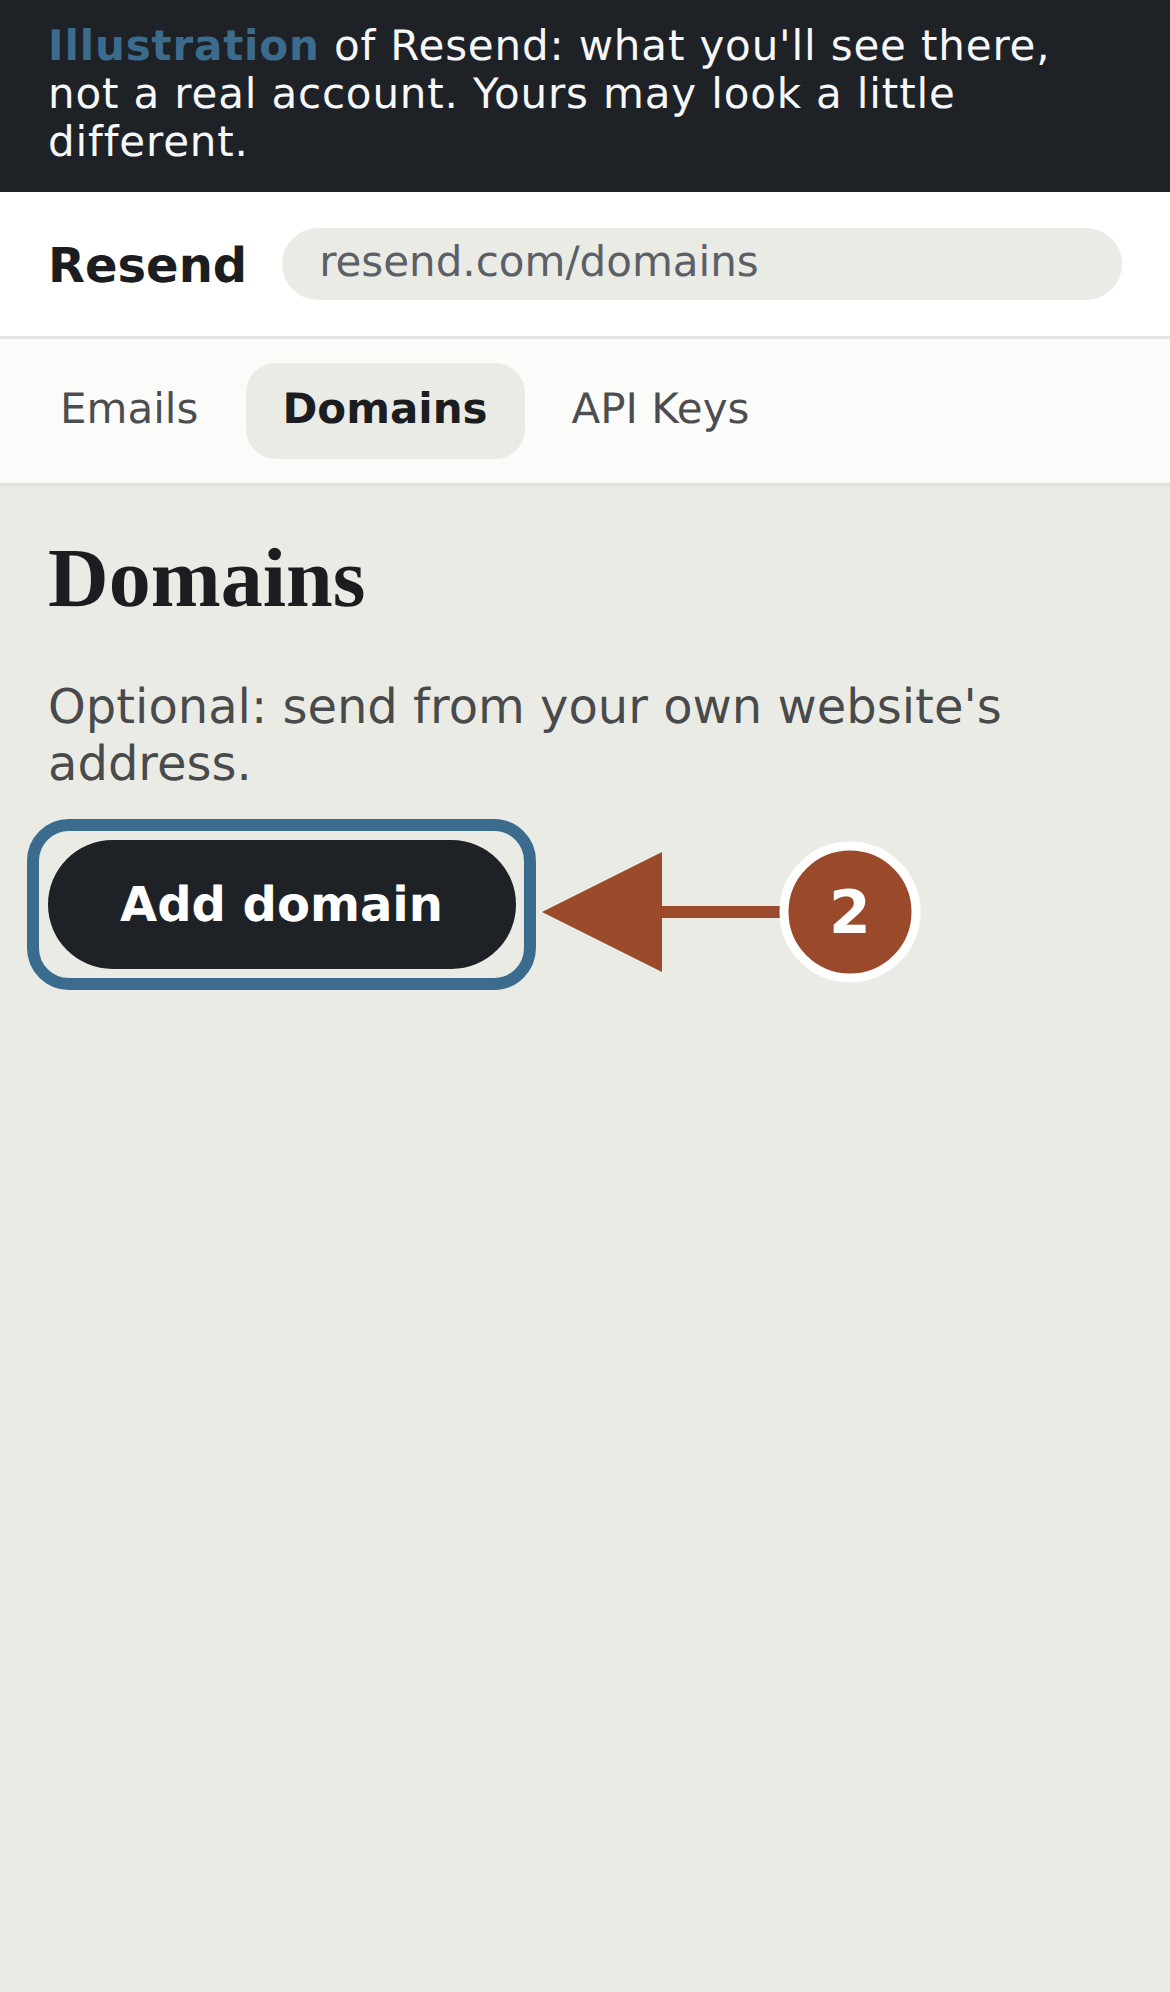 Illustration of Resend: what you'll see there,
not a real account. Yours may look a little
different.
Resend
resend.com/domains
Emails Domains API Keys
Domains
Optional: send from your own website's
address.
Add domain
2